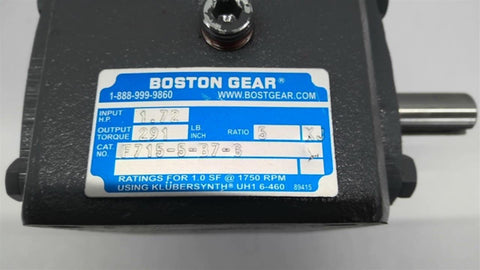 BOSTON GEAR®
1-888-999-9860 WWW.BOSTGEAR.COM
INPUT H.P. 1.72
OUTPUT TORQUE 291 LB. INCH RATIO 5
CAT. NO. F715-5-B7-G
RATINGS FOR 1.0 SF @ 1750 RPM
USING KLÜBERSYNTH® UH1 6-460 89415